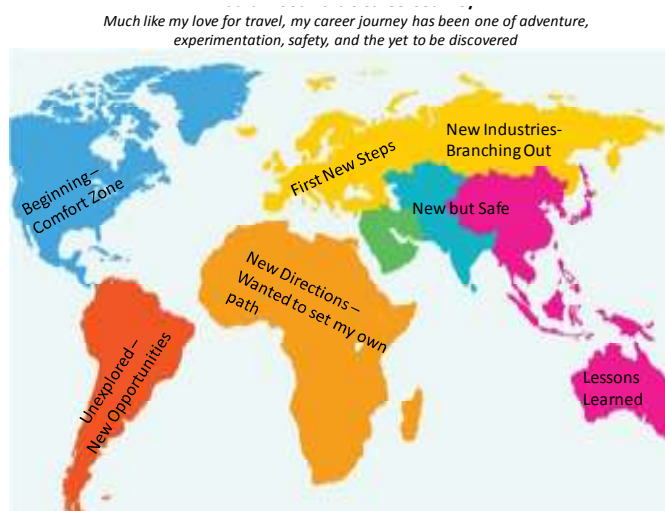 Much like my love for travel, my career journey has been one of adventure,
experimentation, safety, and the yet to be discovered
New Industries-
Branching Out
First New Steps
Beginning –
Comfort Zone
New but Safe
New Directions –
Wanted to set my own
path
Unexplored –
New Opportunities
Lessons
Learned